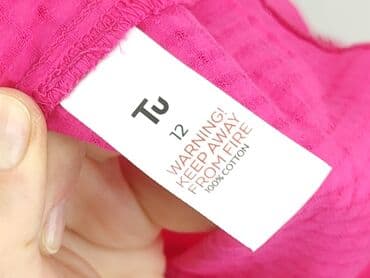 Tu
12
WARNING!
KEEP AWAY
FROM FIRE
100% COTTON